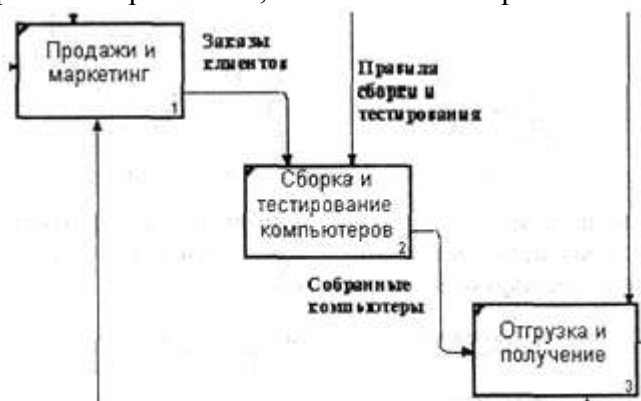 Продажи и
маркетинг
1
Заказы
клиентов
Правила
сборки и
тестирования
Сборка и
тестирование
компьютеров
2
Собранные
компьютеры
Отгрузка и
получение
3